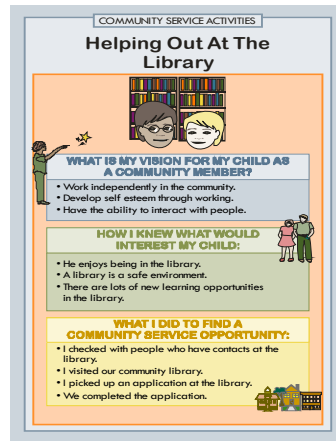 COMMUNITY SERVICE ACTIVITIES
Helping Out At The
Library
WHAT IS MY VISION FOR MY CHILD AS
A COMMUNITY MEMBER?
• Work independently in the community.
• Develop self esteem through working.
• Have the ability to interact with people.
HOW I KNEW WHAT WOULD
INTEREST MY CHILD:
• He enjoys being in the library.
• A library is a safe environment.
• There are lots of new learning opportunities
in the library.
WHAT I DID TO FIND A
COMMUNITY SERVICE OPPORTUNITY:
• I checked with people who have contacts at the
library.
• I visited our community library.
• I picked up an application at the library.
• We completed the application.